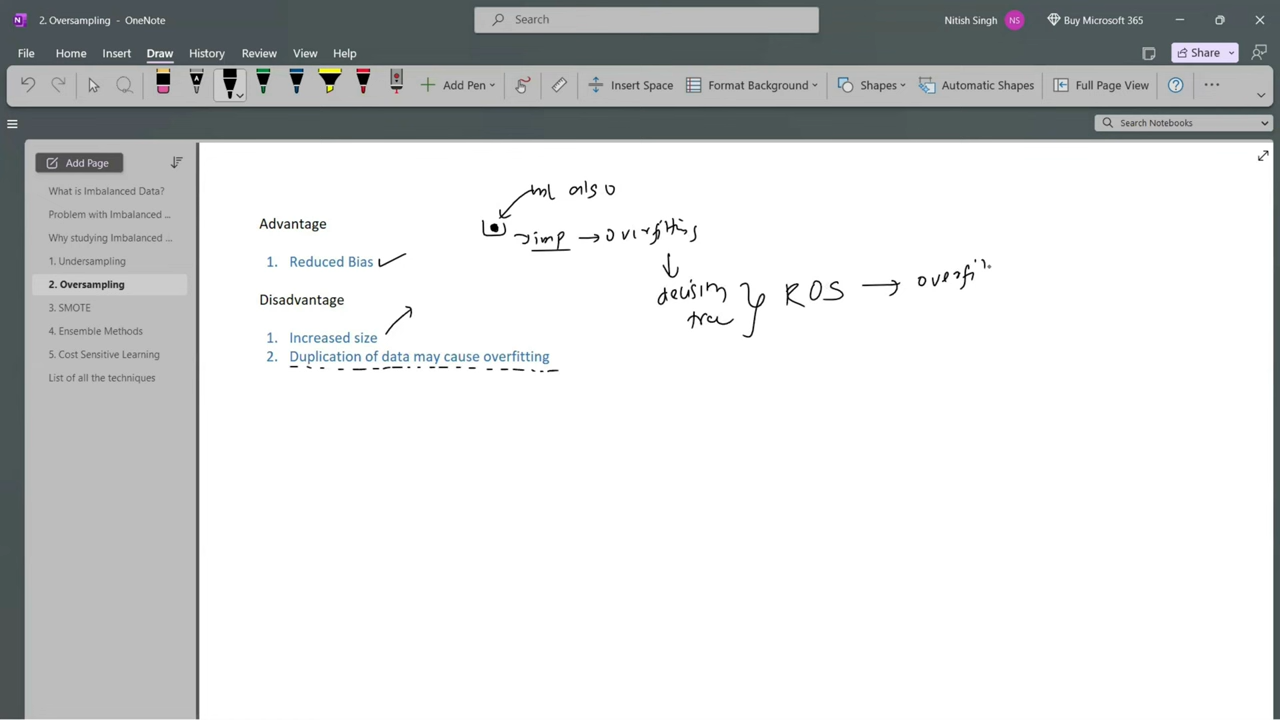 2. Oversampling - OneNote
Search
Nitish Singh NS Buy Microsoft 365
File Home Insert Draw History Review View Help Share
Add Pen Insert Space Format Background Shapes Automatic Shapes Full Page View
Search Notebooks
Add Page
What is Imbalanced Data?
Problem with Imbalanced ...
Why studying Imbalanced ...
1. Undersampling
2. Oversampling
3. SMOTE
4. Ensemble Methods
5. Cost Sensitive Learning
List of all the techniques
ml algo
Advantage
imp → overfitting
1. Reduced Bias
decision
tree
ROS → overfit
Disadvantage
1. Increased size
2. Duplication of data may cause overfitting